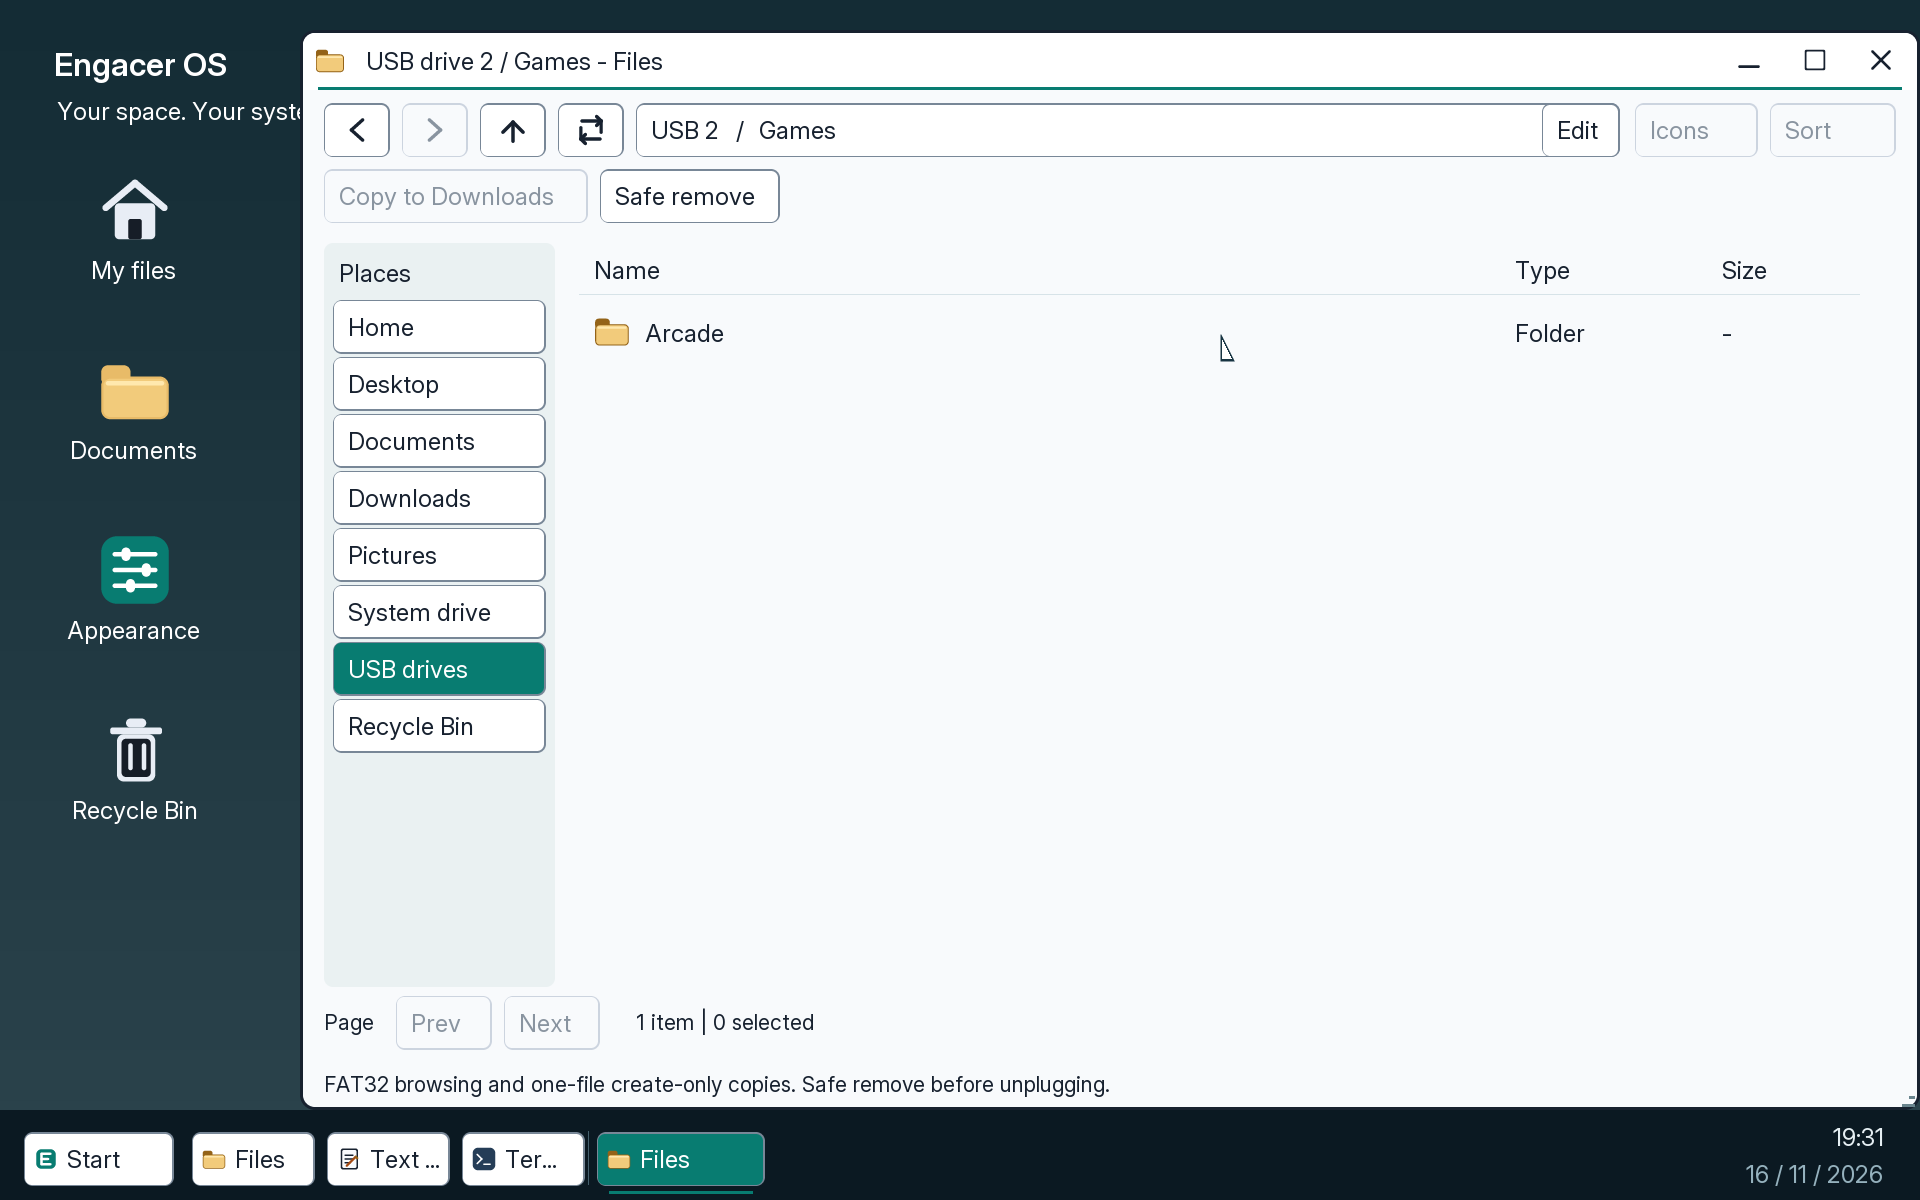 Engacer OS
Your space. Your syste
My files
Documents
Appearance
Recycle Bin
USB drive 2 / Games - Files
USB 2 / Games
Edit
Icons
Sort
Copy to Downloads
Safe remove
Places
Home
Desktop
Documents
Downloads
Pictures
System drive
USB drives
Recycle Bin
Name Type Size
Arcade Folder -
Page Prev Next 1 item | 0 selected
FAT32 browsing and one-file create-only copies. Safe remove before unplugging.
E Start
Files
Text ...
Ter...
Files
19:31
16 / 11 / 2026